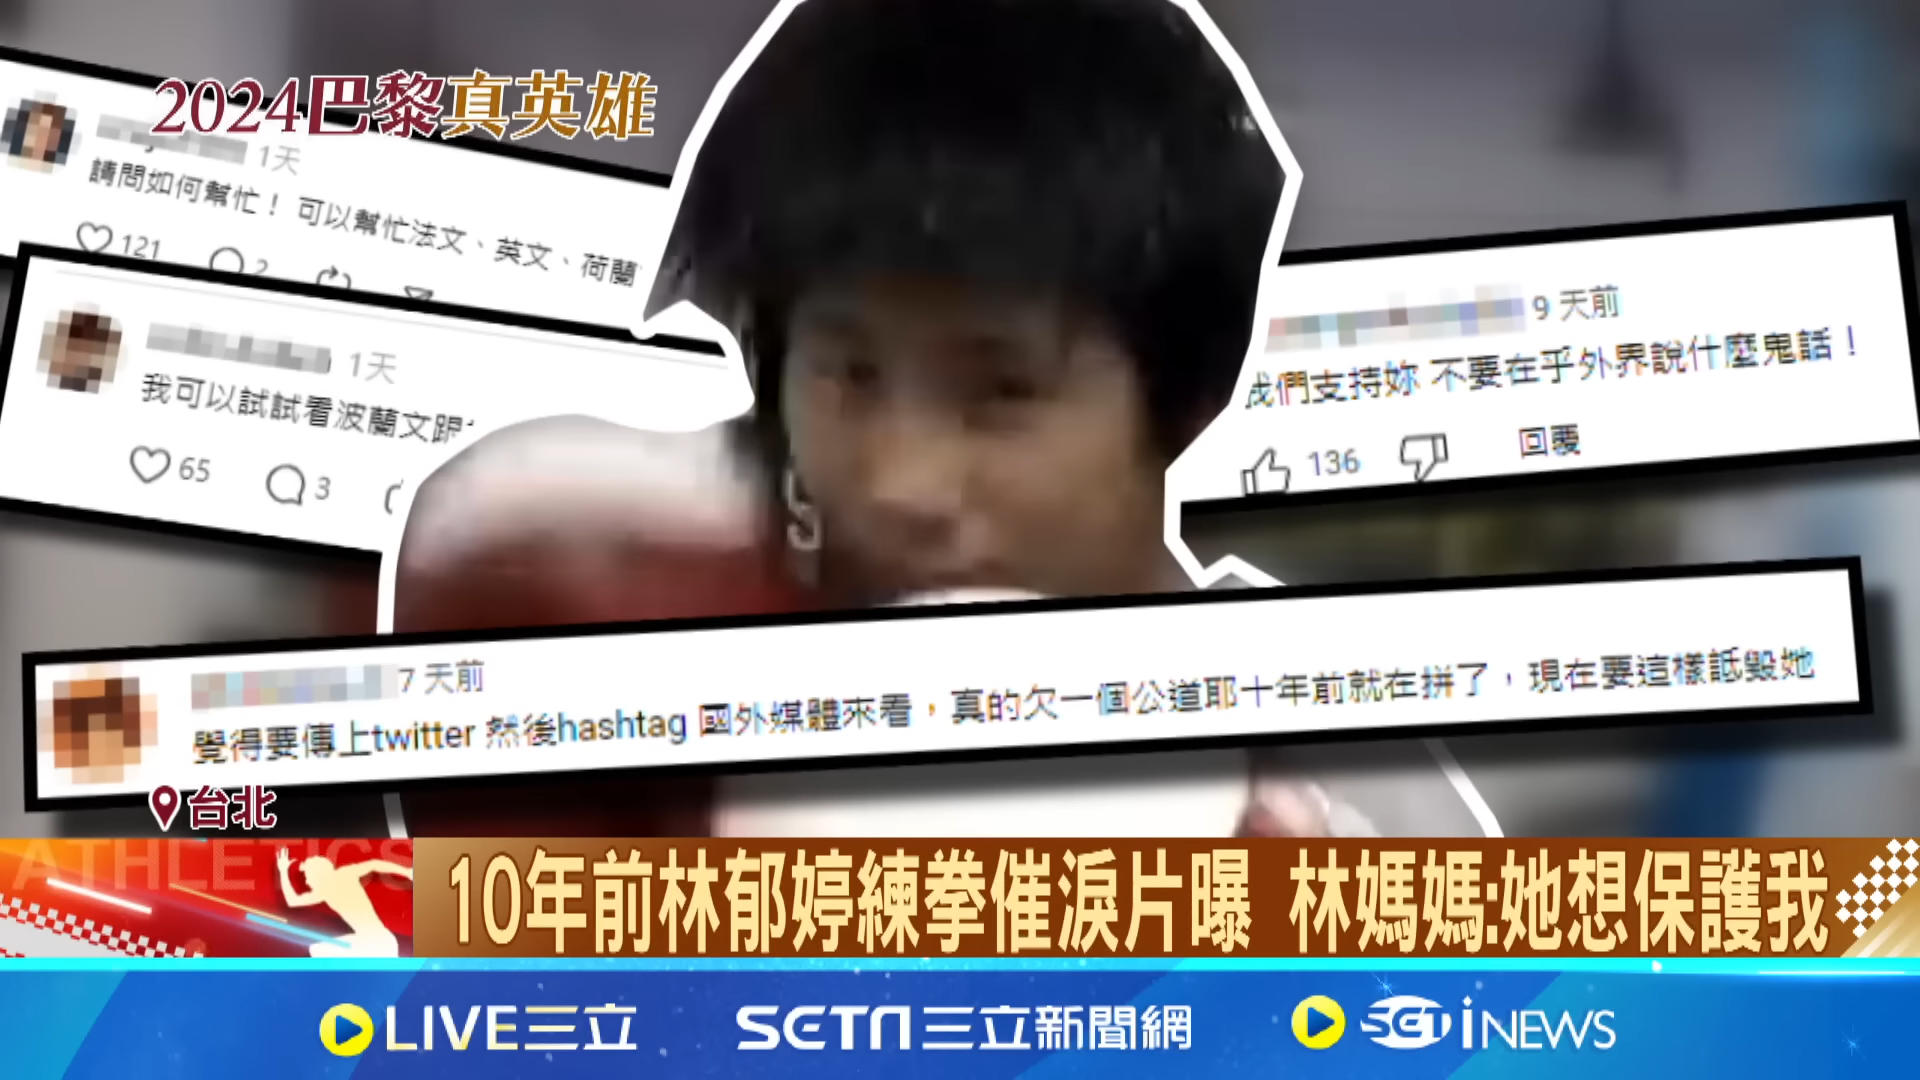 2024巴黎真英雄
1天
請問如何幫忙！ 可以幫忙法文、英文、荷蘭
121 2
1天
我可以試試看波蘭文跟
65 3
9 天前
我們支持妳 不要在乎外界說什麼鬼話！
136 回覆
7 天前
覺得要傳上twitter 然後hashtag 國外媒體來看，真的欠一個公道耶十年前就在拼了，現在要這樣詆毀她
台北
ATHLETICS
10年前林郁婷練拳催淚片曝 林媽媽:她想保護我
LIVE三立 SETN三立新聞網 SET iNEWS